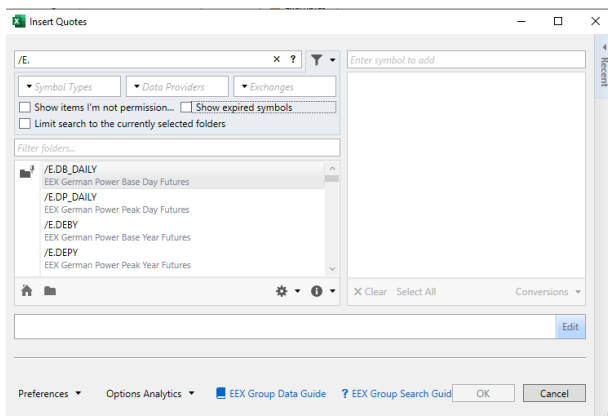 Insert Quotes
/E.
?
Enter symbol to add
Recent
Symbol Types
Data Providers
Exchanges
Show items I'm not permission...
Show expired symbols
Limit search to the currently selected folders
Filter folders...
/E.DB_DAILY
EEX German Power Base Day Futures
/E.DP_DAILY
EEX German Power Peak Day Futures
/E.DEBY
EEX German Power Base Year Futures
/E.DEPY
EEX German Power Peak Year Futures
Clear Select All Conversions
Edit
Preferences Options Analytics EEX Group Data Guide ? EEX Group Search Guid OK Cancel